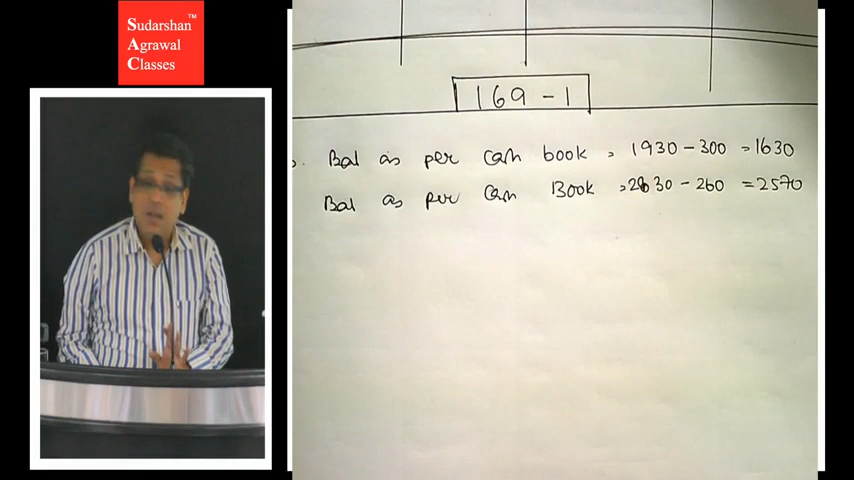 Sudarshan™
Agrawal
Classes
169-1
Bal as per cash book = 1930 - 300 = 1630
Bal as per Cash Book = 2830 - 260 = 2570